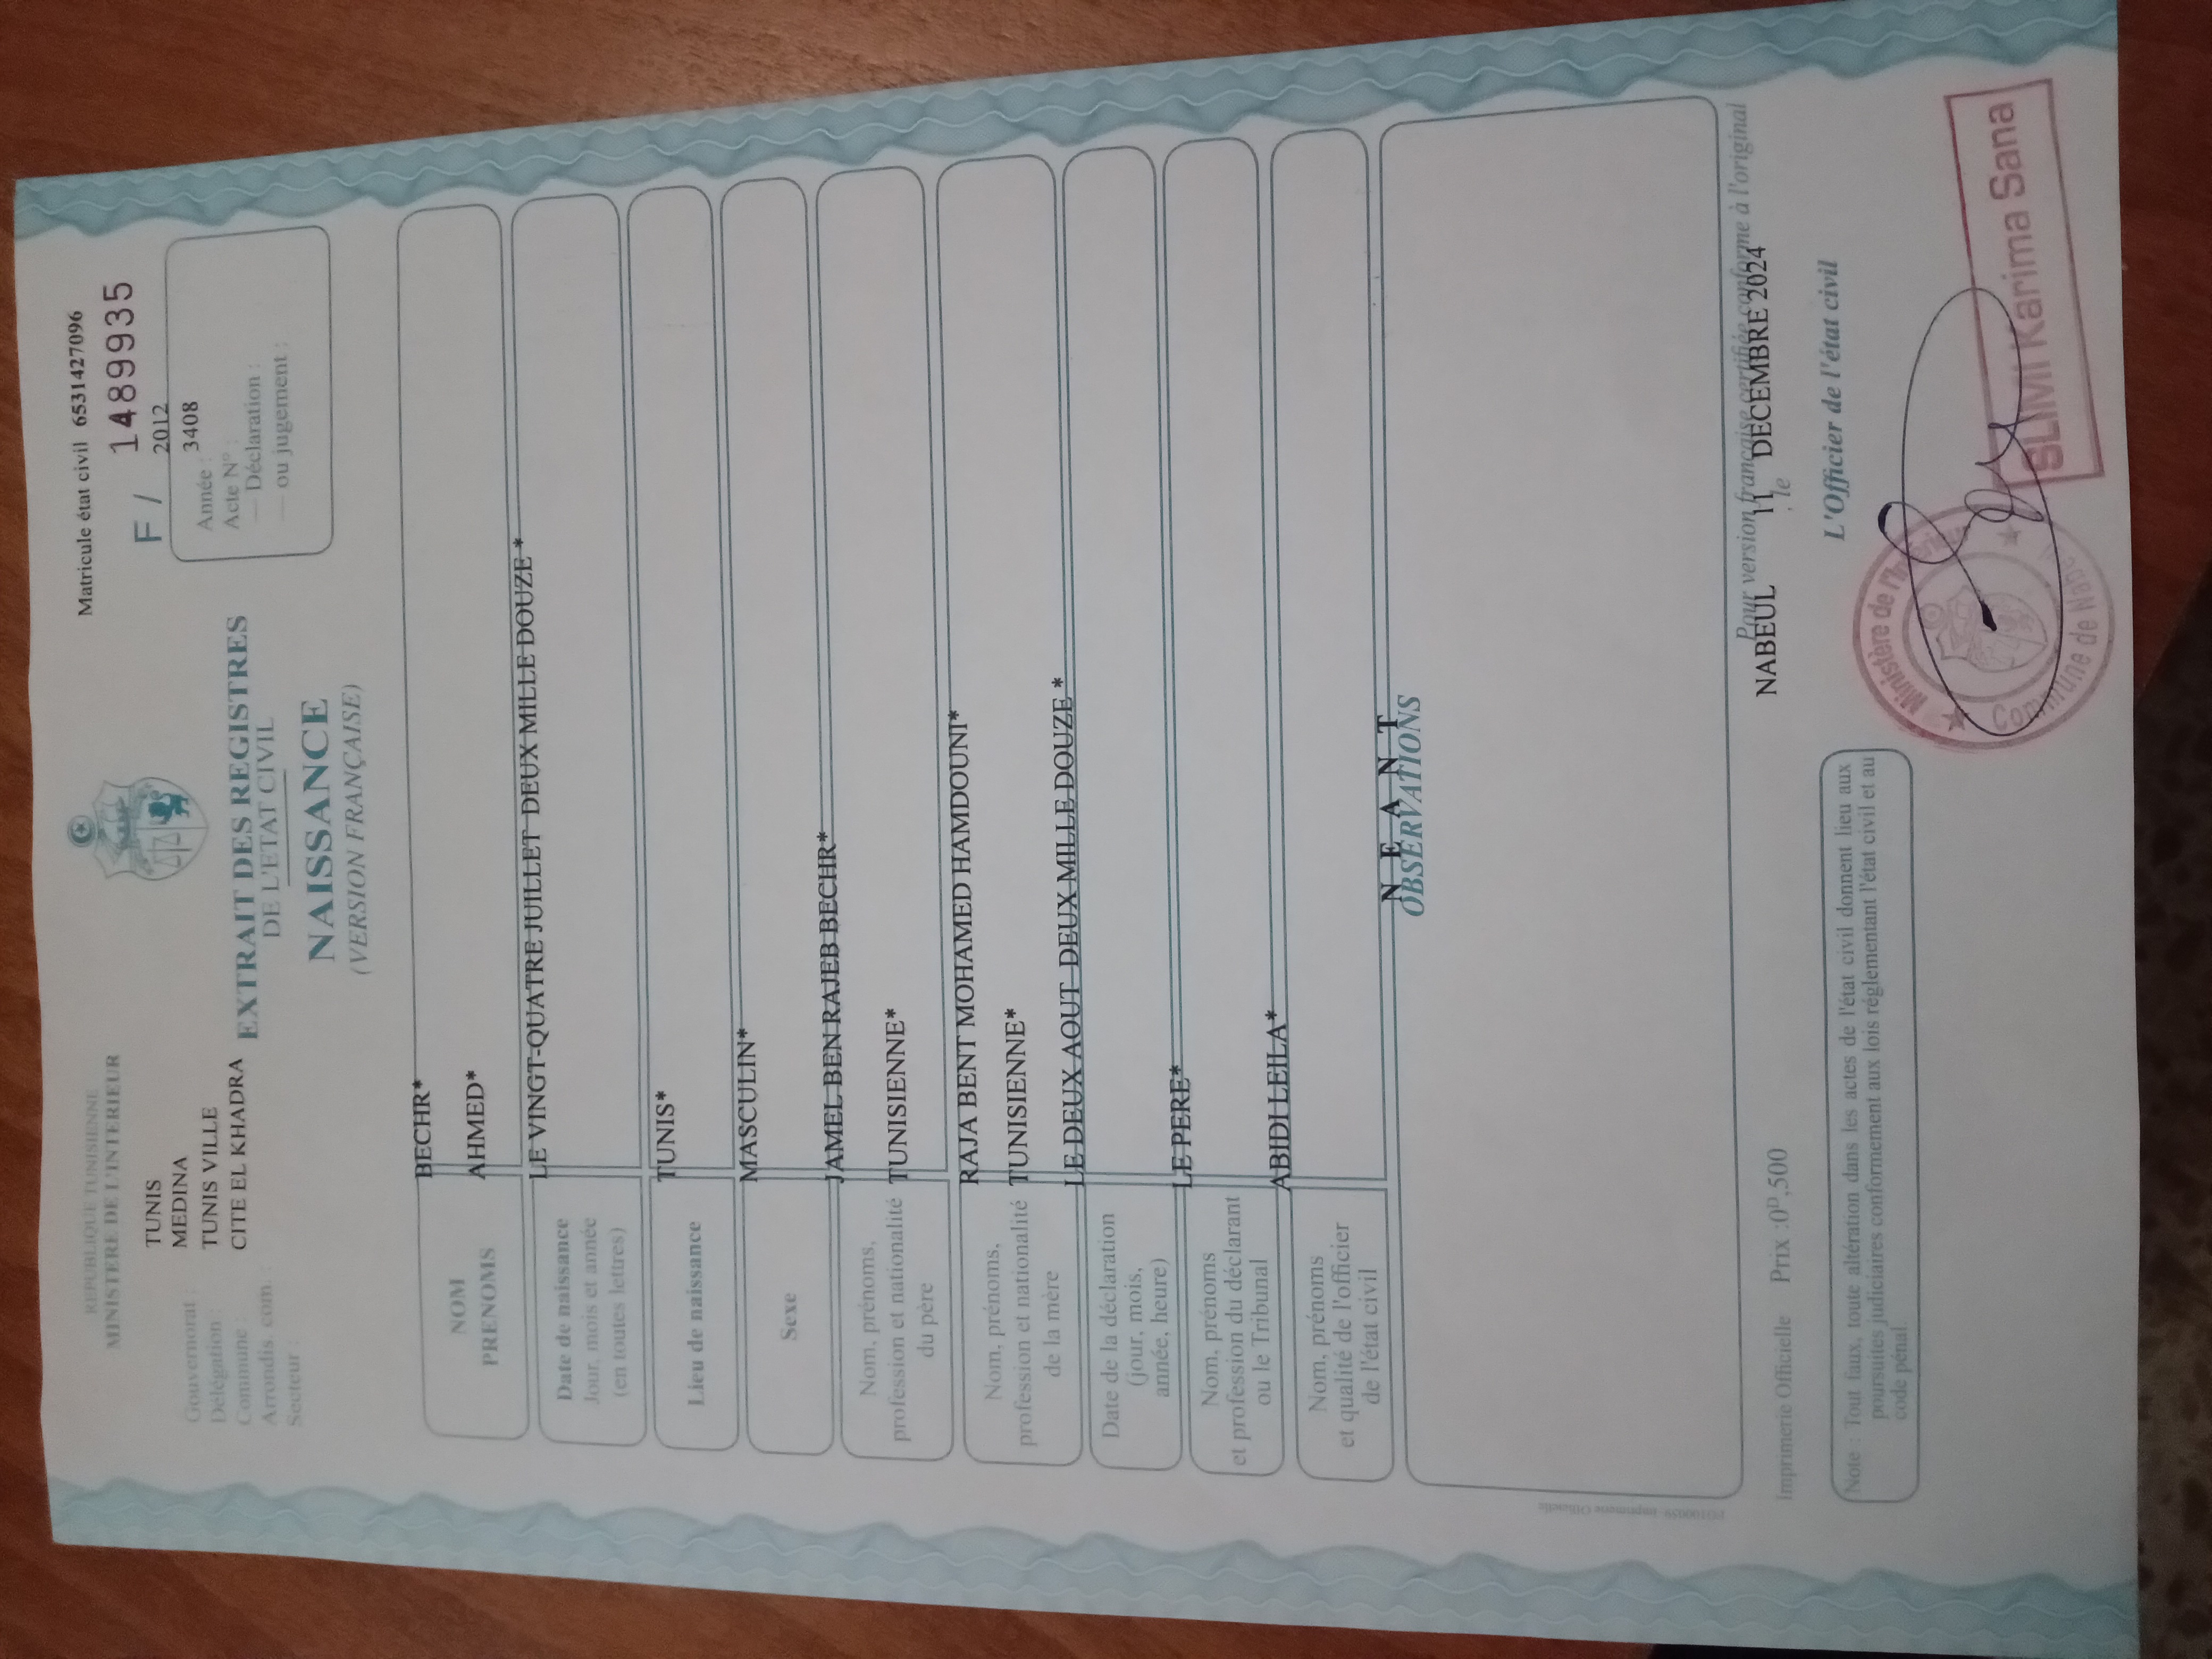 REPUBLIQUE TUNISIENNE
MINISTERE DE L'INTERIEUR
Matricule état civil 6531427096
F / 1489935
TUNIS
MEDINA
TUNIS VILLE
CITE EL KHADRA
Gouvernorat :
Délégation :
Commune :
Arrondis com
Secteur
2012
3408
Année :
Acte N° :
— Déclaration :
— ou jugement :
EXTRAIT DES REGISTRES
DE L'ETAT CIVIL
NAISSANCE
(VERSION FRANÇAISE)
NOM
PRENOMS
BECHR*
AHMED*
Date de naissance
Jour, mois et année
(en toutes lettres)
LE VINGT-QUATRE JUILLET DEUX MILLE DOUZE *
Lieu de naissance
TUNIS*
Sexe
MASCULIN*
Nom, prénoms,
profession et nationalité
du père
JAMEL BEN RAJEB BECHR*
TUNISIENNE*
Nom, prénoms,
profession et nationalité
de la mère
RAJA BENT MOHAMED HAMDOUNI*
TUNISIENNE*
Date de la déclaration
(jour, mois,
année, heure)
LE DEUX AOUT DEUX MILLE DOUZE *
Nom, prénoms
et profession du déclarant
ou le Tribunal
LE PERE*
Nom, prénoms
et qualité de l'officier
de l'état civil
ABIDI LEILA*
N E A N T
OBSERVATIONS
Pour version française certifiée conforme à l'original
NABEUL 11 DECEMBRE 2024
, le
L'Officier de l'état civil
Imprimerie Officielle Prix :0D,500
Note : Tout faux, toute altération dans les actes de l'état civil donnent lieu aux
poursuites judiciaires conformement aux lois réglementant l'état civil et au
code pénal
Ministère de l'Intérieur
Commune de Nabeul
SLIMI Karima Sana